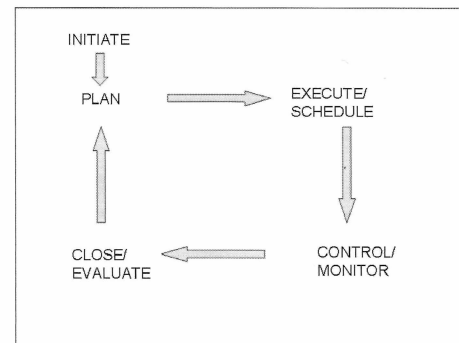 INITIATE
PLAN
EXECUTE/
SCHEDULE
CLOSE/
EVALUATE
CONTROL/
MONITOR